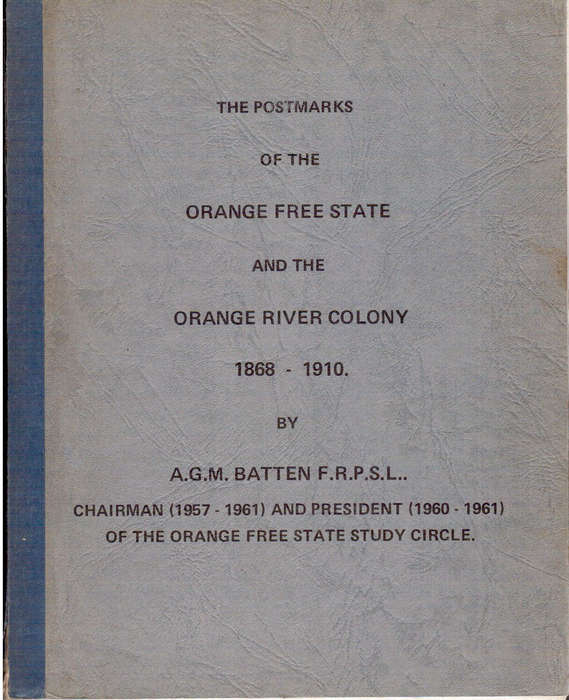 THE POSTMARKS
OF THE
ORANGE FREE STATE
AND THE
ORANGE RIVER COLONY
1868 - 1910.
BY
A.G.M. BATTEN F.R.P.S.L..
CHAIRMAN (1957 - 1961) AND PRESIDENT (1960 - 1961)
OF THE ORANGE FREE STATE STUDY CIRCLE.